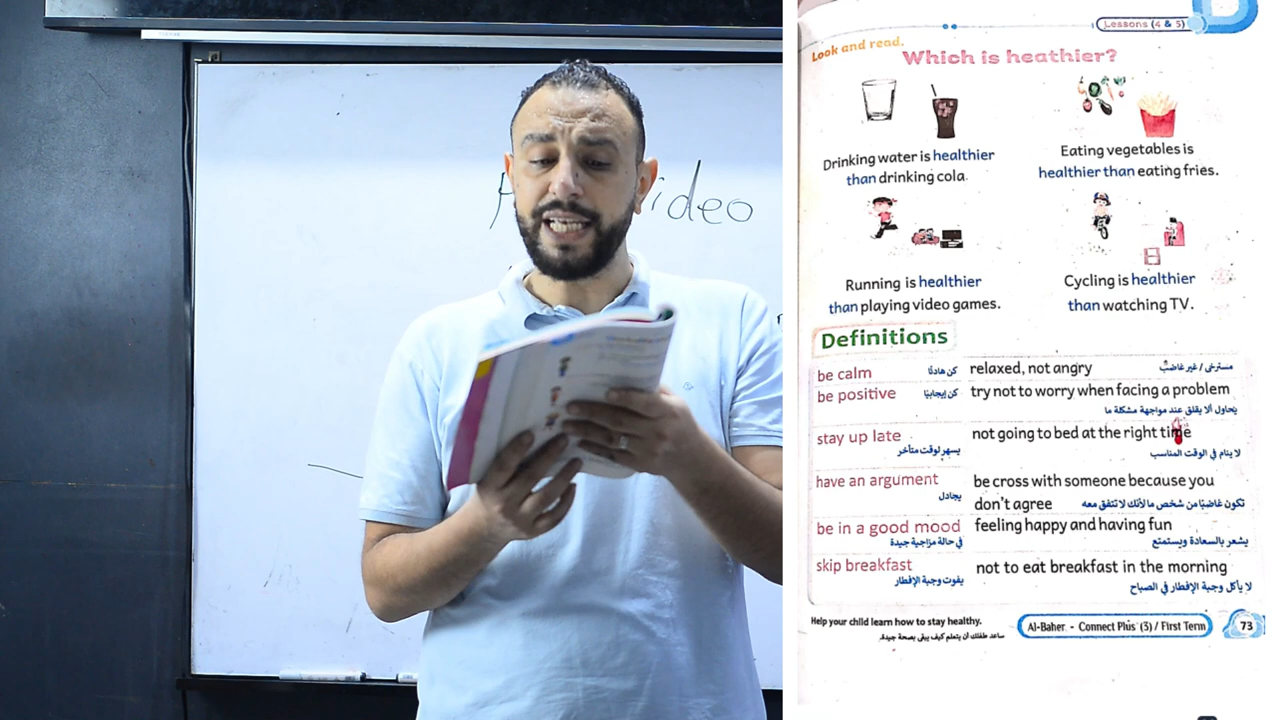 ideo
Lessons (4 & 5)
Look and read.
Which is heathier?
Drinking water is healthier
than drinking cola.
Eating vegetables is
healthier than eating fries.
Running is healthier
than playing video games.
Cycling is healthier
than watching TV.
Definitions
be calm كن هادئًا relaxed, not angry مسترخى / غير غاضبٌ
be positive كن إيجابيًا try not to worry when facing a problem
يحاول ألا يقلق عند مواجهة مشكلة ما
stay up late not going to bed at the right time
يسهر لوقت متأخر لا ينام في الوقت المناسب
have an argument be cross with someone because you
يجادل don't agree تكون غاضبًا من شخص ما لأنك لا تتفق معه
be in a good mood feeling happy and having fun
في حالة مزاجية جيدة يشعر بالسعادة ويستمتع
skip breakfast not to eat breakfast in the morning
يفوت وجبة الإفطار لا يأكل وجبة الإفطار في الصباح
Help your child learn how to stay healthy.
ساعد طفلك أن يتعلم كيف يبقى بصحة جيدة.
Al-Baher - Connect Plus (3) / First Term 73